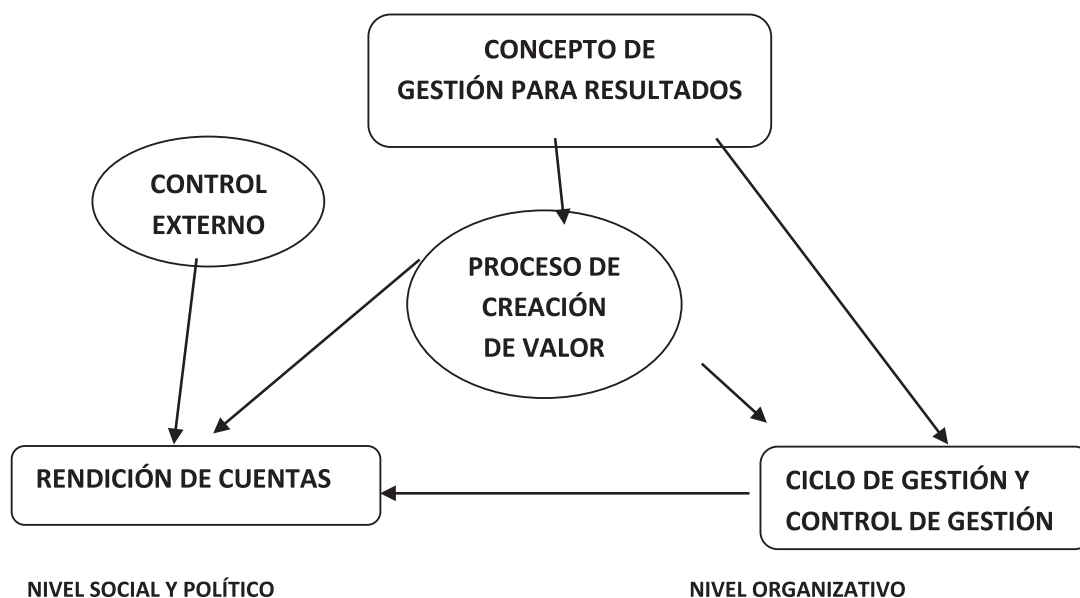 CONCEPTO DE
GESTIÓN PARA RESULTADOS
CONTROL
EXTERNO
PROCESO DE
CREACIÓN
DE VALOR
RENDICIÓN DE CUENTAS
CICLO DE GESTIÓN Y
CONTROL DE GESTIÓN
NIVEL SOCIAL Y POLÍTICO
NIVEL ORGANIZATIVO